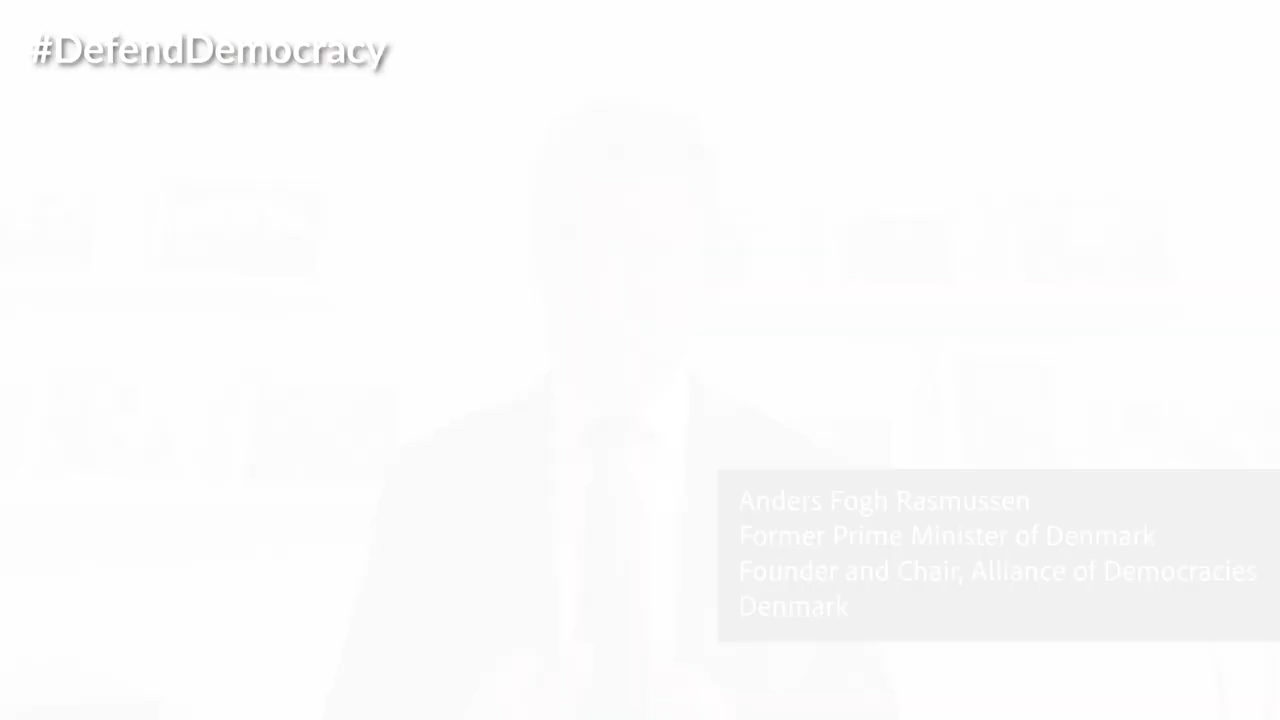 #DefendDemocracy
Anders Fogh Rasmussen
Former Prime Minister of Denmark
Founder and Chair, Alliance of Democracies
Denmark